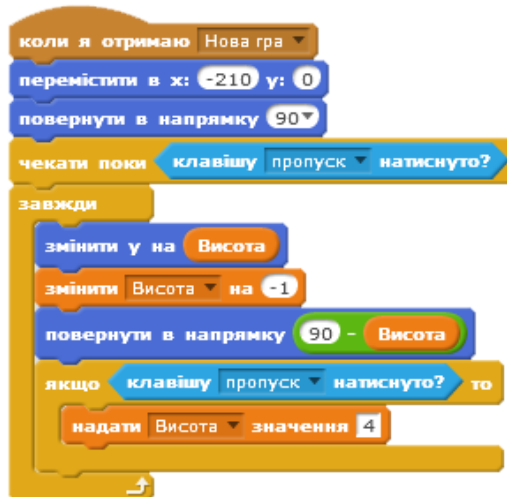 коли я отримаю Нова гра
перемістити в x: -210 y: 0
повернути в напрямку 90
чекати поки клавішу пропуск натиснуто?
завжди
змінити y на Висота
змінити Висота на -1
повернути в напрямку 90 - Висота
якщо клавішу пропуск натиснуто? то
надати Висота значення 4